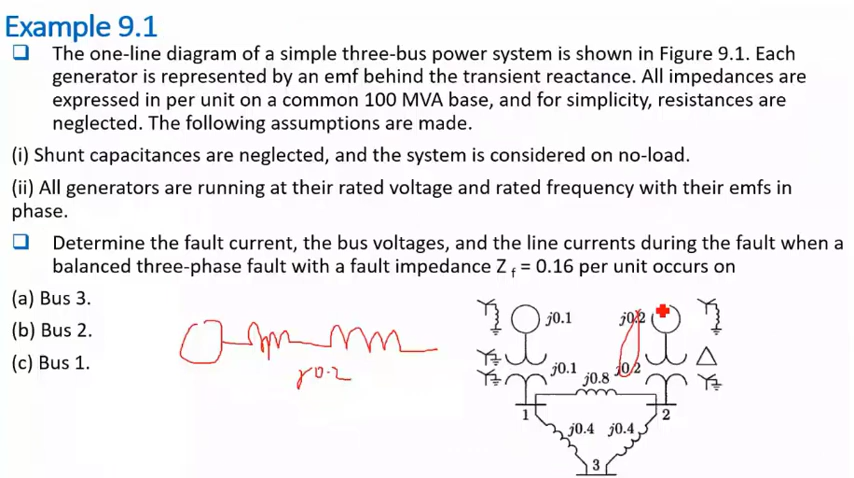 Example 9.1
The one-line diagram of a simple three-bus power system is shown in Figure 9.1. Each
generator is represented by an emf behind the transient reactance. All impedances are
expressed in per unit on a common 100 MVA base, and for simplicity, resistances are
neglected. The following assumptions are made.
(i) Shunt capacitances are neglected, and the system is considered on no-load.
(ii) All generators are running at their rated voltage and rated frequency with their emfs in
phase.
Determine the fault current, the bus voltages, and the line currents during the fault when a
balanced three-phase fault with a fault impedance Z f = 0.16 per unit occurs on
(a) Bus 3.
(b) Bus 2.
(c) Bus 1.
j0.2
j0.1 j0.2
j0.1 j0.2
j0.8
1 2
j0.4 j0.4
3